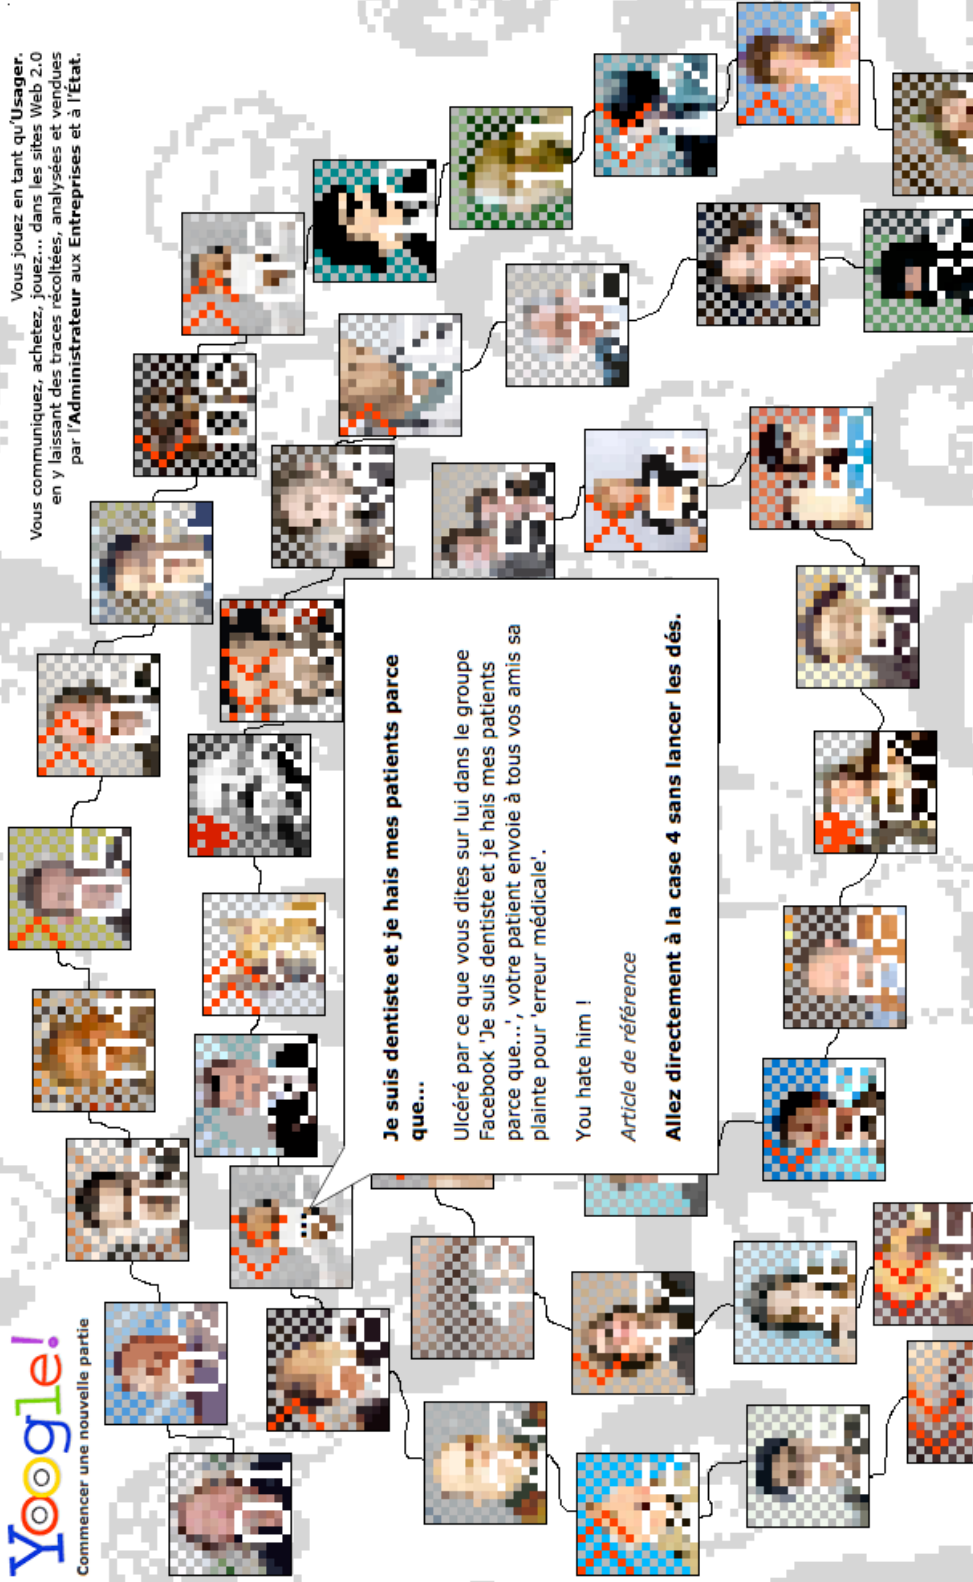 Yoogle!
Commencer une nouvelle partie
Vous jouez en tant qu'Usager.
Vous communiquez, achetez, jouez... dans les sites Web 2.0
en y laissant des traces récoltées, analysées et vendues
par l'Administrateur aux Entreprises et à l'État.
Je suis dentiste et je hais mes patients parce
que...
Ulcéré par ce que vous dites sur lui dans le groupe
Facebook 'Je suis dentiste et je hais mes patients
parce que...', votre patient envoie à tous vos amis sa
plainte pour 'erreur médicale'.
You hate him !
Article de référence
Allez directement à la case 4 sans lancer les dés.